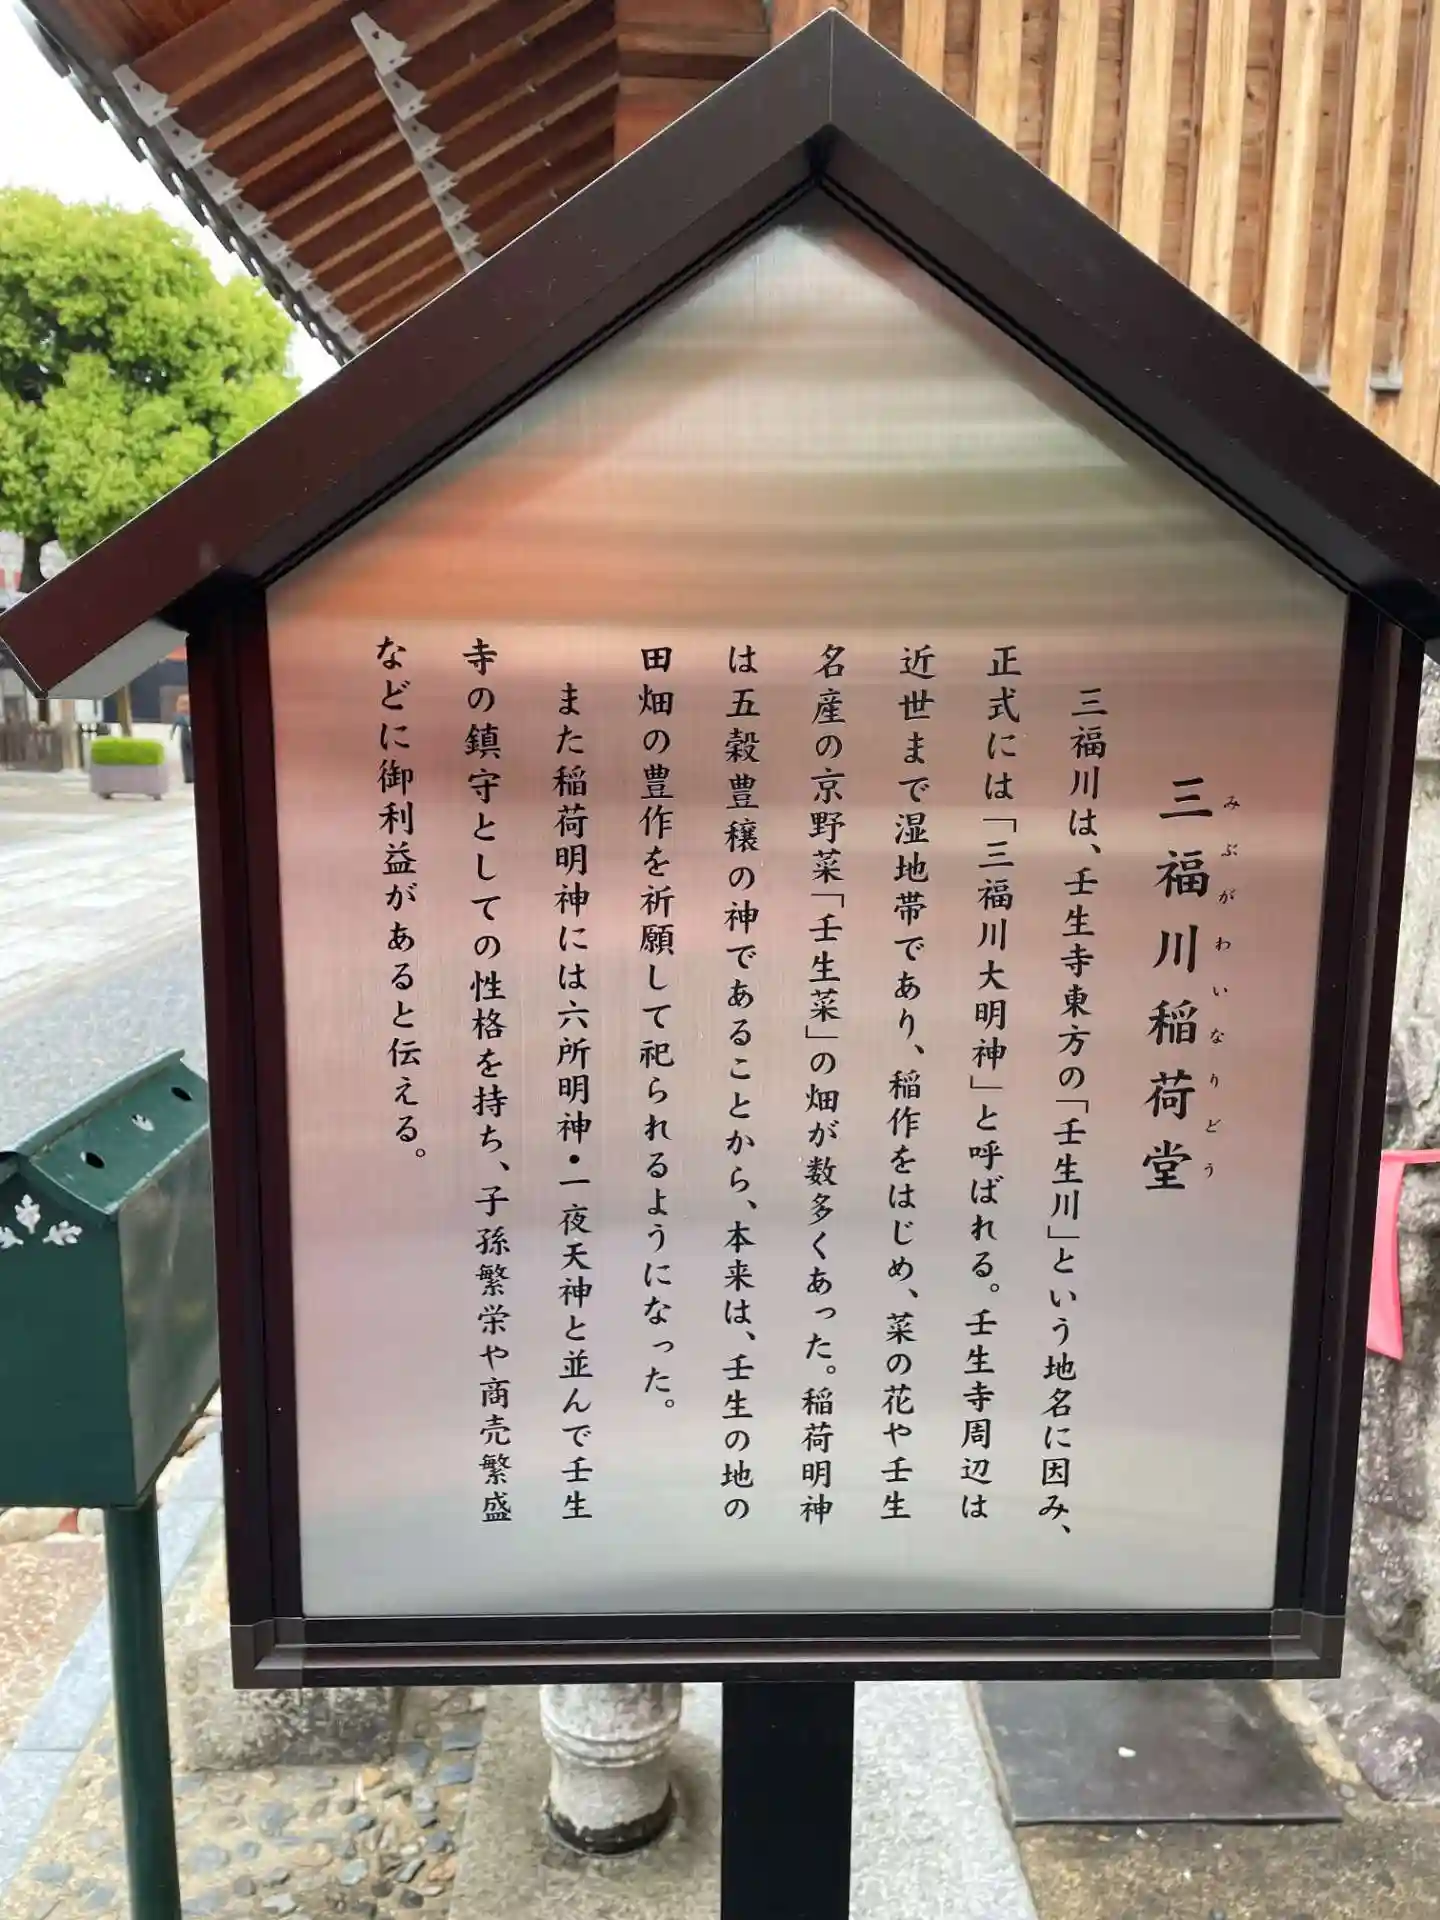 三福川稲荷堂
みぶがわいなりどう
三福川は、壬生寺東方の「壬生川」という地名に因み、
正式には「三福川大明神」と呼ばれる。壬生寺周辺は
近世まで湿地帯であり、稲作をはじめ、菜の花や壬生
名産の京野菜「壬生菜」の畑が数多くあった。稲荷明神
は五穀豊穣の神であることから、本来は、壬生の地の
田畑の豊作を祈願して祀られるようになった。
また稲荷明神には六所明神・一夜天神と並んで壬生
寺の鎮守としての性格を持ち、子孫繁栄や商売繁盛
などに御利益があると伝える。